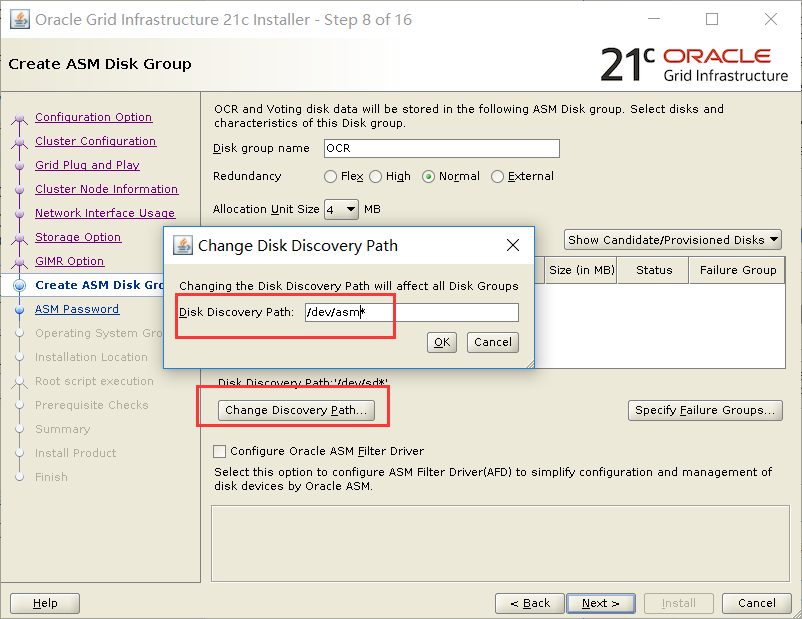 Oracle Grid Infrastructure 21c Installer - Step 8 of 16
Create ASM Disk Group
21c ORACLE
Grid Infrastructure
Configuration Option
Cluster Configuration
Grid Plug and Play
Cluster Node Information
Network Interface Usage
Storage Option
GIMR Option
Create ASM Disk Gro
ASM Password
Operating System Gro
Installation Location
Root script execution
Prerequisite Checks
Summary
Install Product
Finish
OCR and Voting disk data will be stored in the following ASM Disk group. Select disks and
characteristics of this Disk group.
Disk group name OCR
Redundancy Flex High Normal External
Allocation Unit Size 4 MB
Show Candidate/Provisioned Disks
Size (in MB) Status Failure Group
Change Disk Discovery Path
Changing the Disk Discovery Path will affect all Disk Groups
Disk Discovery Path: /dev/asm*
OK Cancel
Disk Discovery Path:'/dev/sd*'
Change Discovery Path... Specify Failure Groups...
Configure Oracle ASM Filter Driver
Select this option to configure ASM Filter Driver(AFD) to simplify configuration and management of
disk devices by Oracle ASM.
Help < Back Next > Install Cancel